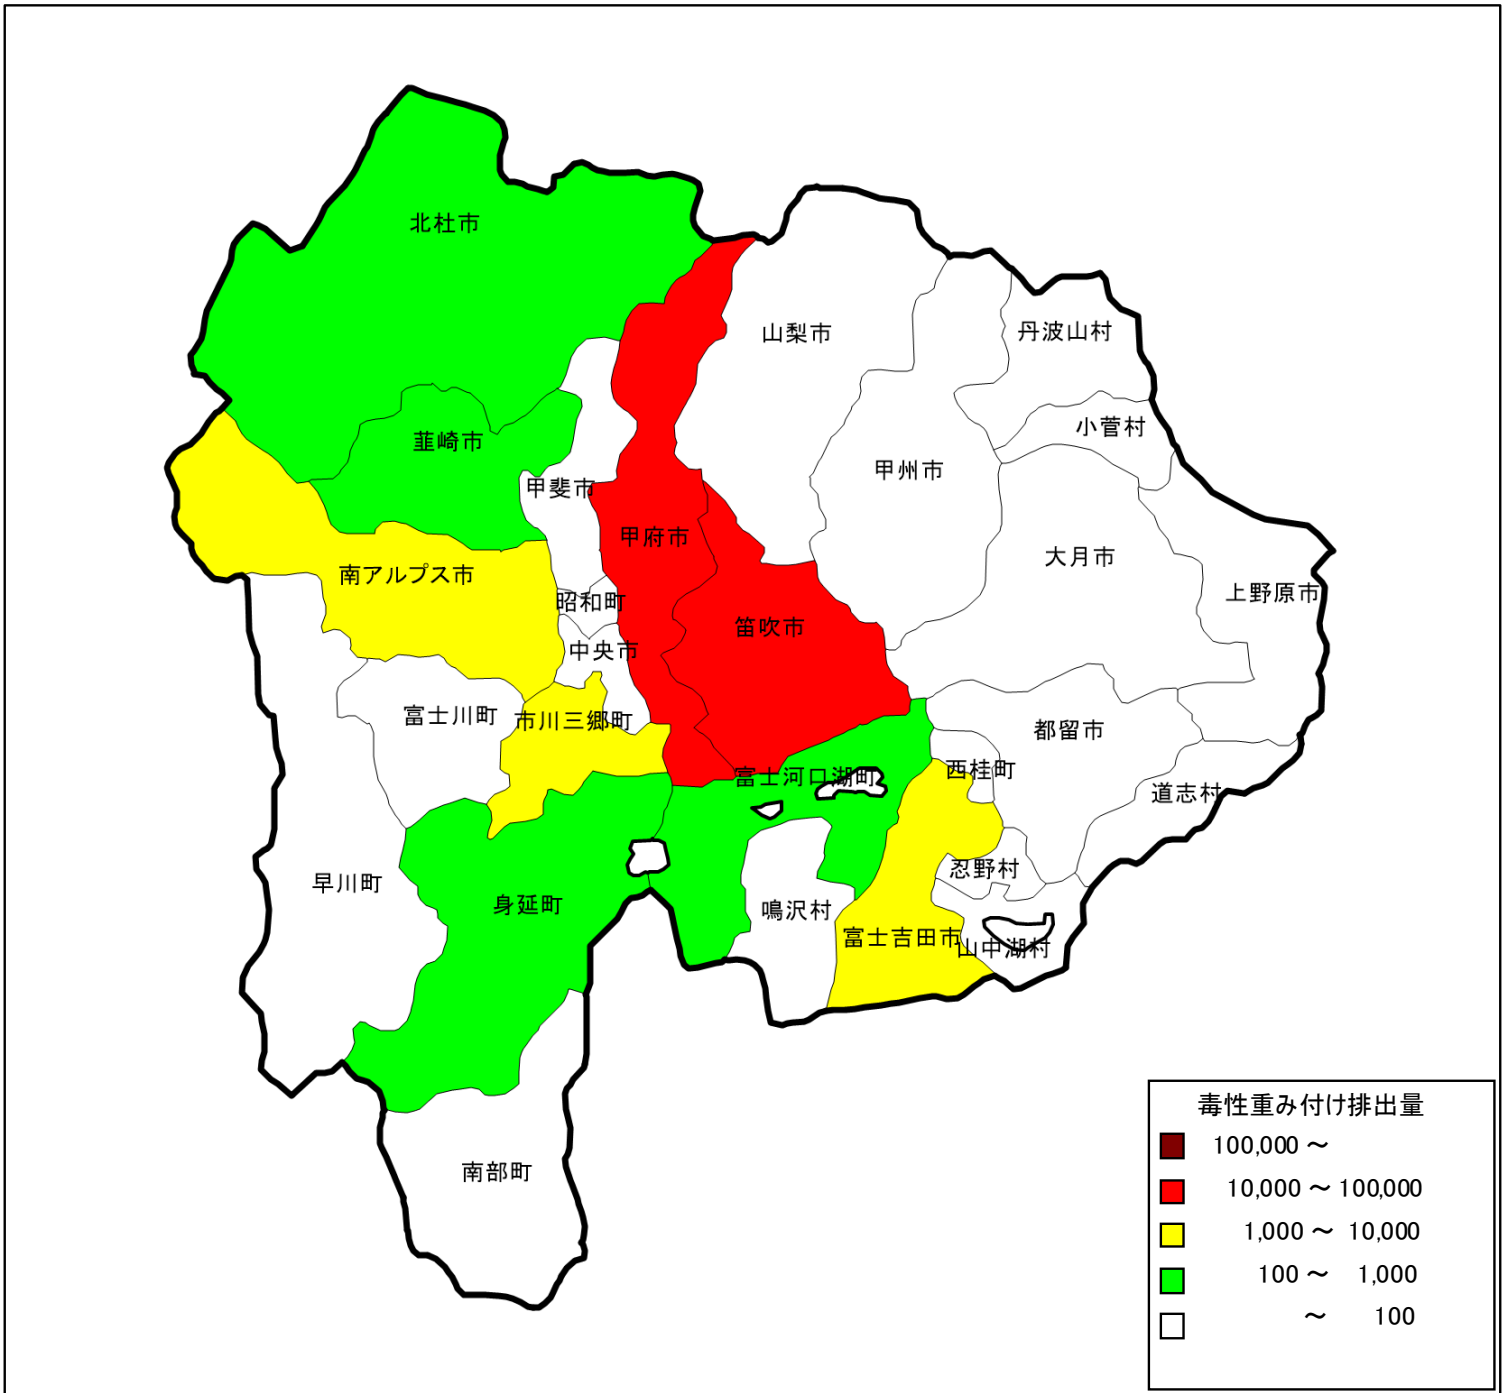 北杜市
山梨市
丹波山村
小菅村
韮崎市
甲州市
甲斐市
甲府市
大月市
南アルプス市
上野原市
昭和町
笛吹市
中央市
富士川町
市川三郷町
都留市
富士河口湖町
西桂町
道志村
早川町
忍野村
身延町
鳴沢村
富士吉田市
山中湖村
南部町
毒性重み付け排出量
100,000 ～
10,000 ～ 100,000
1,000 ～ 10,000
100 ～ 1,000
～ 100